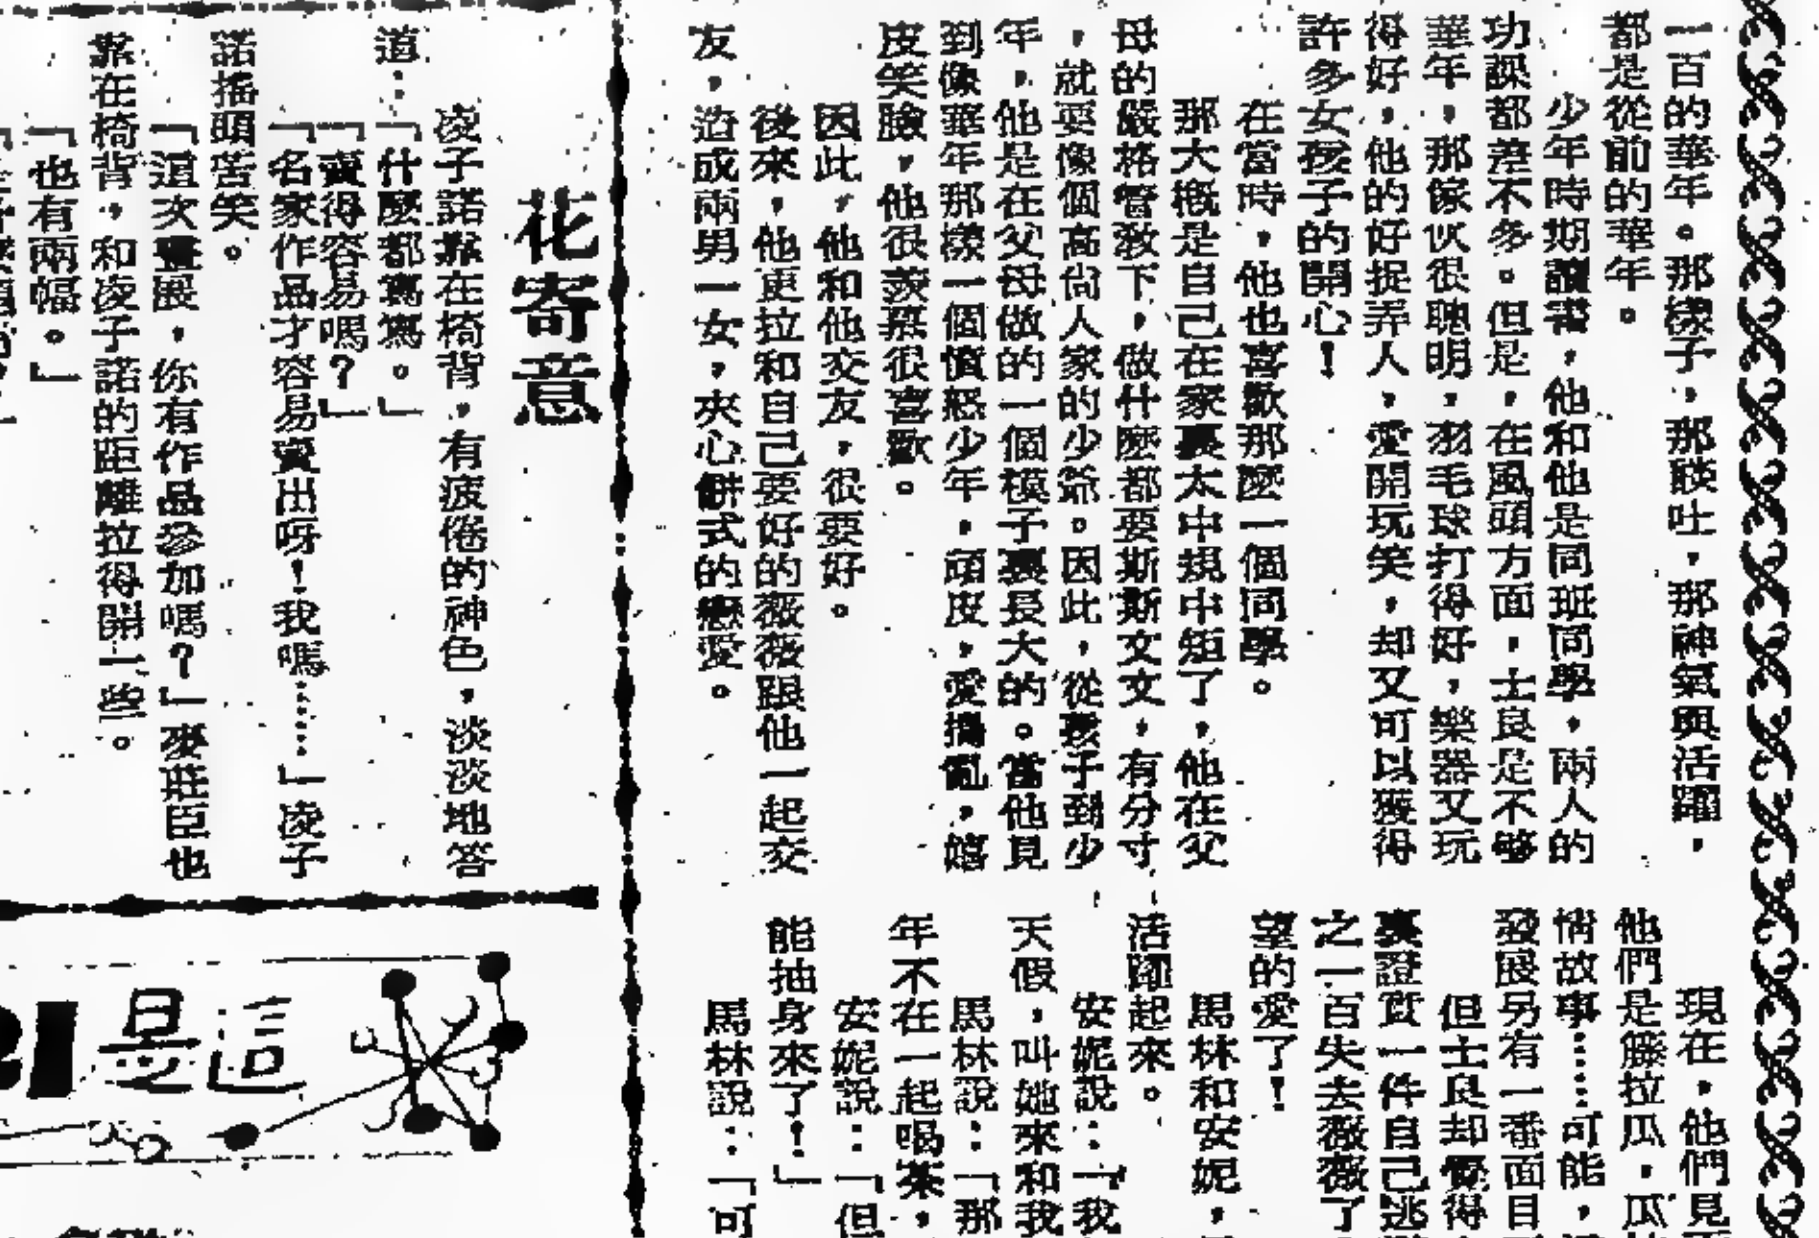 一百的華年。那樣子,那談吐,那神氣與活躍,
都是從前的華年。
少年時期讀書,他和他是同班同學,兩人的
功課都差不多。但是,在風頭方面,士良是不够
華年,那傢伙很聰明,羽毛球打得好,樂器又玩
得好,他的好捉弄人,愛開玩笑,却又可以獲得
許多女孩子的開心!
在當時,他也喜歡那麼一個同學。
那大概是自己在家裏太中規中矩了,他在父
母的嚴格管敎下,做什麼都要斯斯文文,有分寸
,就要像個高尙人家的少爺。因此,從孩子到少
年,他是在父母做的一個模子裏長大的。當他見
到像華年那樣一個憤怒少年,頑皮,愛搗亂,嬉
皮笑臉,他很羨慕很喜歡。
因此,他和他交友,很要好。
後來,他更拉和自己要好的薇薇跟他一起交
友,造成兩男一女,夾心餅式的戀愛。
現在,他們見
他們是籐拉瓜,瓜
情故事……可能,
發展另有一番面目
但士良却覺得
裏證實一件自己逃
之一百失去薇薇了
望的愛了!
馬林和安妮,
活躍起來。
安妮說:「我
天假,叫她來和我
馬林說:「那
年不在一起喝茶,
安妮說:「但
能抽身來了!」
馬林說:「可
花寄意
凌子諾靠在椅背,有疲倦的神色,淡淡地答
道:「什麼都寫寫。」
「賣得容易嗎?」
「名家作品才容易賣出呀!我嗎……」凌子
諾搖頭苦笑。
「這次畫展,你有作品參加嗎?」麥莊臣也
靠在椅背,和凌子諾的距離拉得開一些。
「也有兩幅。」
這是